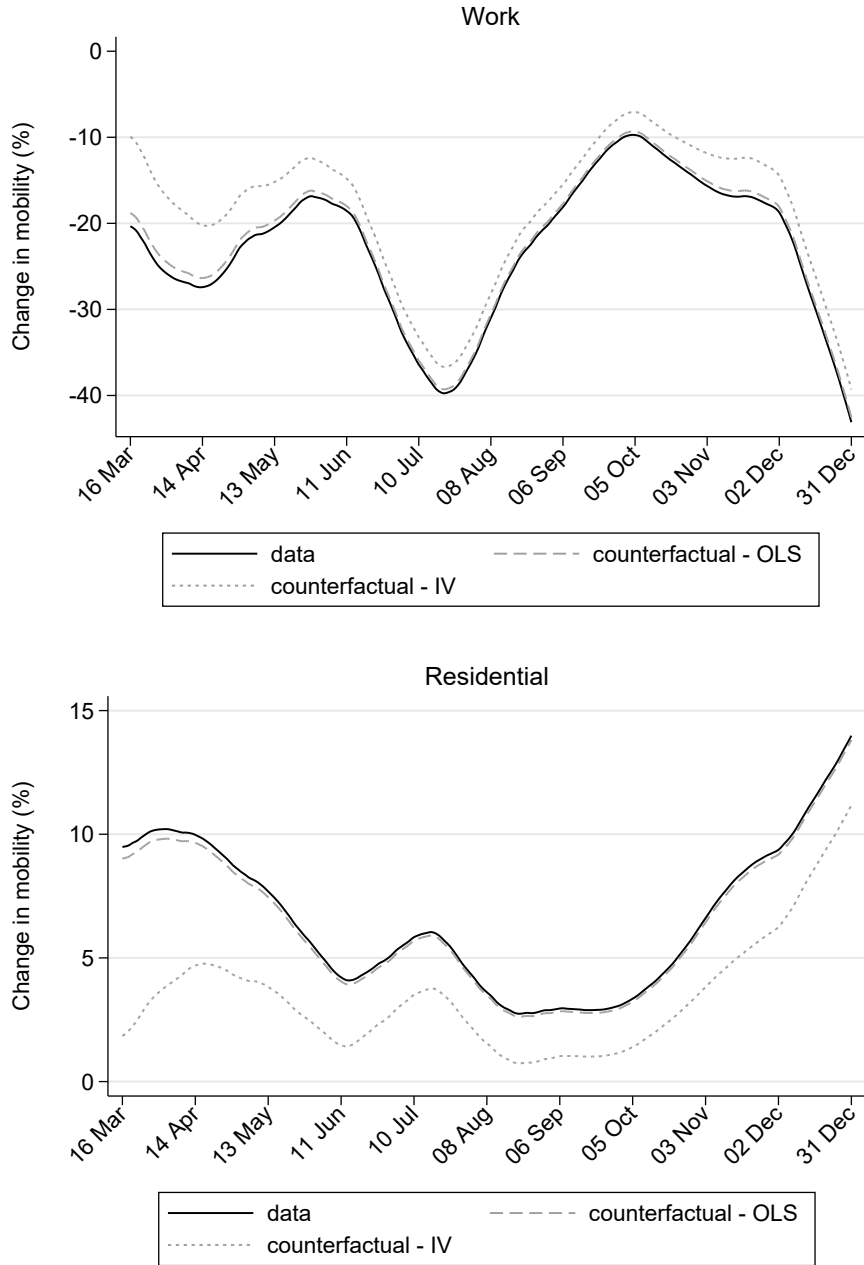 Work
Change in mobility (%)
0
-10
-20
-30
-40
16 Mar
14 Apr
13 May
11 Jun
10 Jul
08 Aug
06 Sep
05 Oct
03 Nov
02 Dec
31 Dec
data
counterfactual - OLS
counterfactual - IV
Residential
Change in mobility (%)
15
10
5
0
16 Mar
14 Apr
13 May
11 Jun
10 Jul
08 Aug
06 Sep
05 Oct
03 Nov
02 Dec
31 Dec
data
counterfactual - OLS
counterfactual - IV